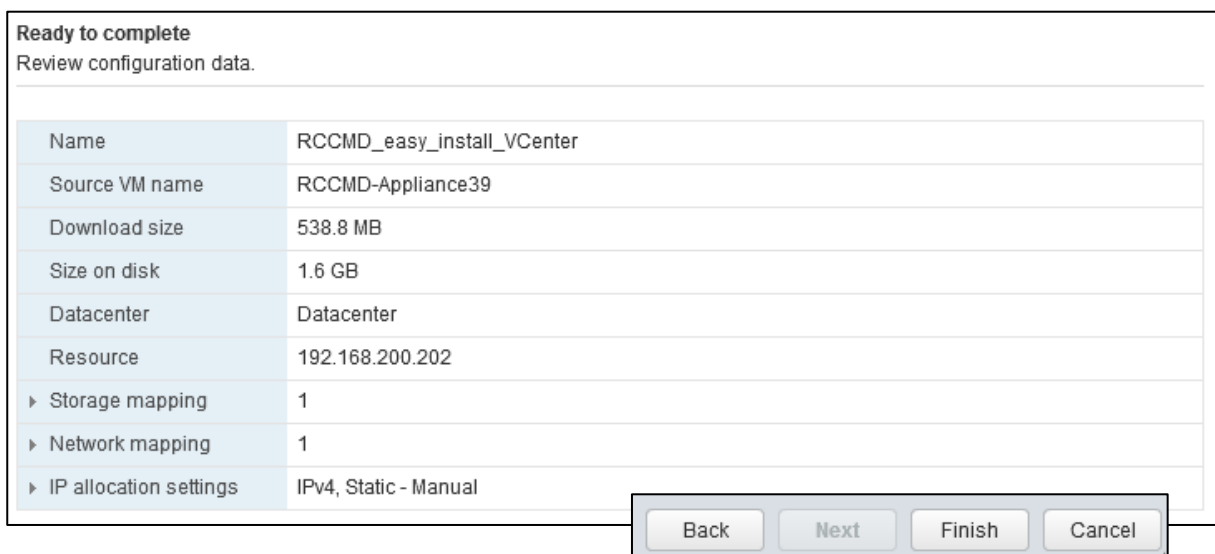 Ready to complete
Review configuration data.
Name RCCMD_easy_install_VCenter
Source VM name RCCMD-Appliance39
Download size 538.8 MB
Size on disk 1.6 GB
Datacenter Datacenter
Resource 192.168.200.202
Storage mapping 1
Network mapping 1
IP allocation settings IPv4, Static - Manual
Back Next Finish Cancel